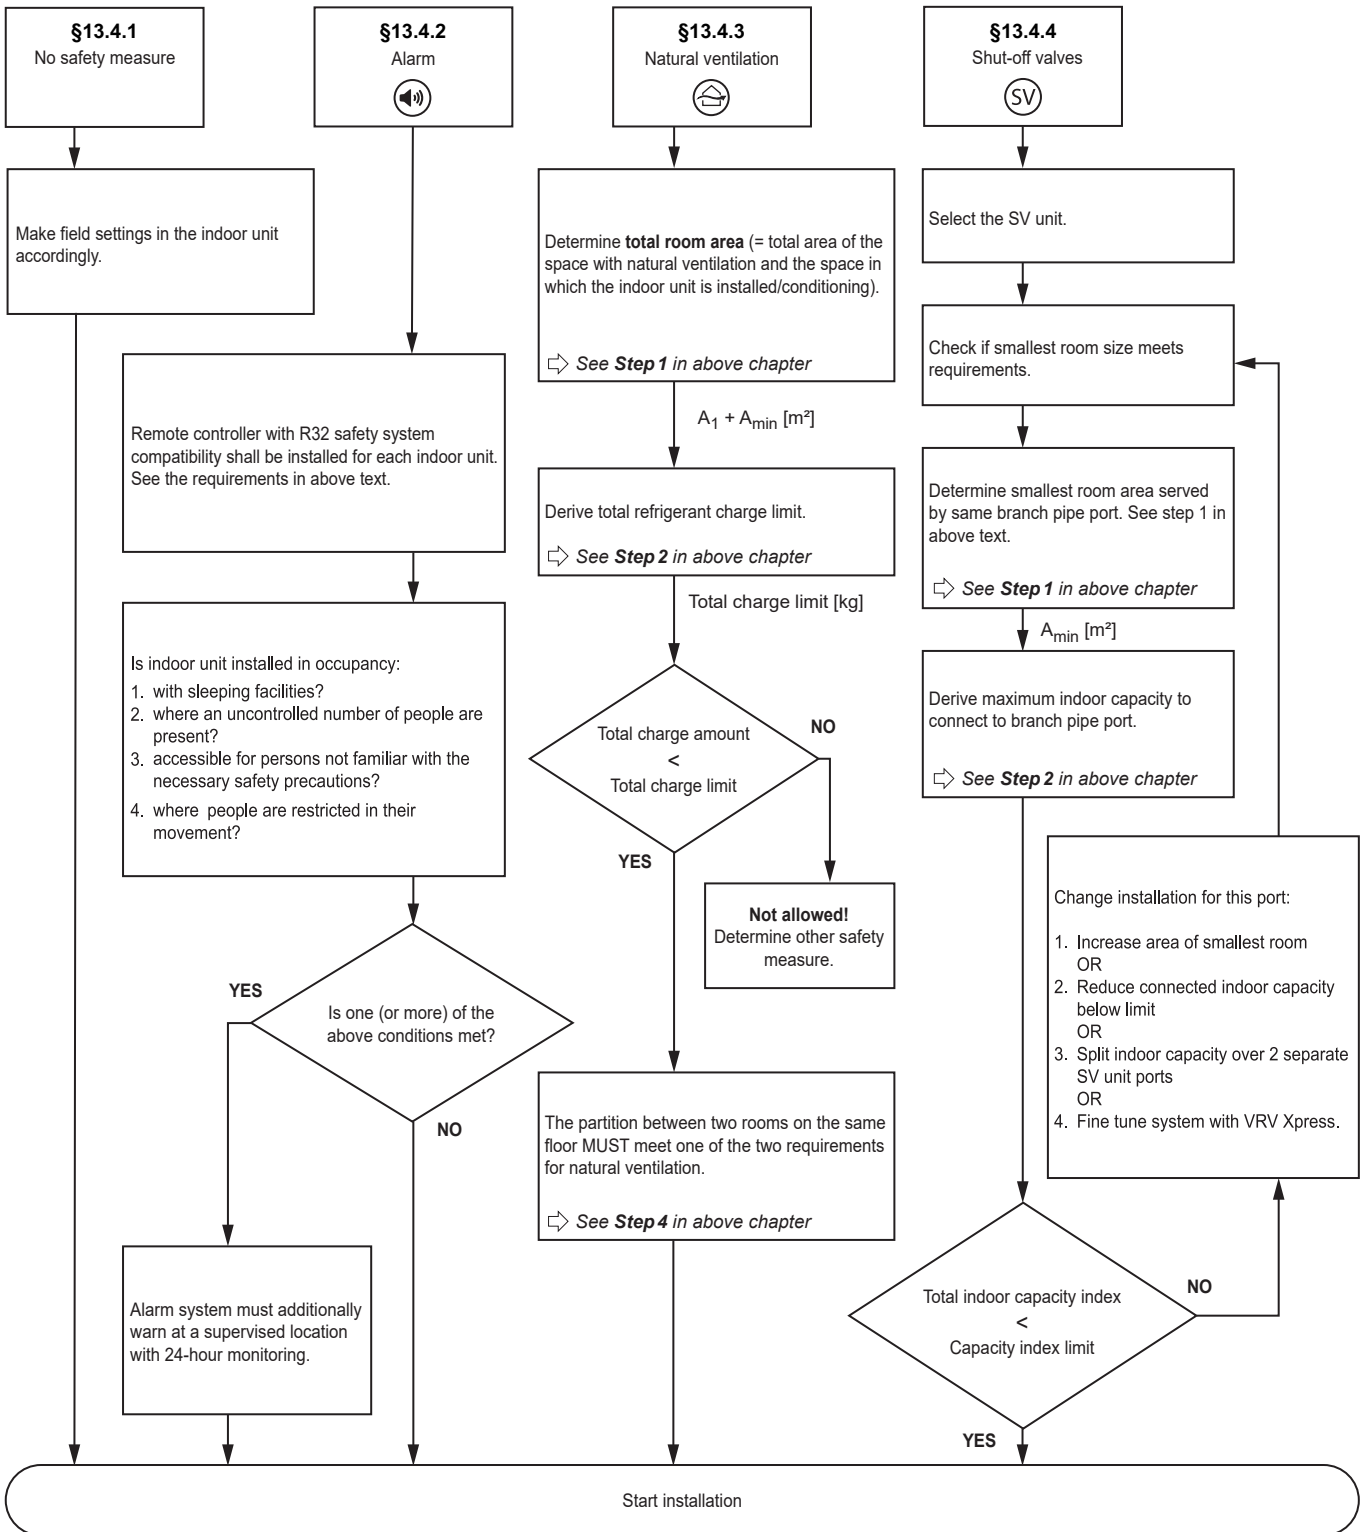 §13.4.1
No safety measure
§13.4.2
Alarm
§13.4.3
Natural ventilation
§13.4.4
Shut-off valves
SV
Make field settings in the indoor unit
accordingly.
Remote controller with R32 safety system
compatibility shall be installed for each indoor unit.
See the requirements in above text.
Is indoor unit installed in occupancy:
1. with sleeping facilities?
2. where an uncontrolled number of people are
present?
3. accessible for persons not familiar with the
necessary safety precautions?
4. where people are restricted in their
movement?
YES
Is one (or more) of the
above conditions met?
NO
Alarm system must additionally
warn at a supervised location
with 24-hour monitoring.
Determine total room area (= total area of the
space with natural ventilation and the space in
which the indoor unit is installed/conditioning).
See Step 1 in above chapter
A1 + Amin [m²]
Derive total refrigerant charge limit.
See Step 2 in above chapter
Total charge limit [kg]
Total charge amount
<
Total charge limit
NO
YES
Not allowed!
Determine other safety
measure.
The partition between two rooms on the same
floor MUST meet one of the two requirements
for natural ventilation.
See Step 4 in above chapter
Select the SV unit.
Check if smallest room size meets
requirements.
Determine smallest room area served
by same branch pipe port. See step 1 in
above text.
See Step 1 in above chapter
Amin [m²]
Derive maximum indoor capacity to
connect to branch pipe port.
See Step 2 in above chapter
Change installation for this port:
1. Increase area of smallest room
OR
2. Reduce connected indoor capacity
below limit
OR
3. Split indoor capacity over 2 separate
SV unit ports
OR
4. Fine tune system with VRV Xpress.
Total indoor capacity index
<
Capacity index limit
NO
YES
Start installation